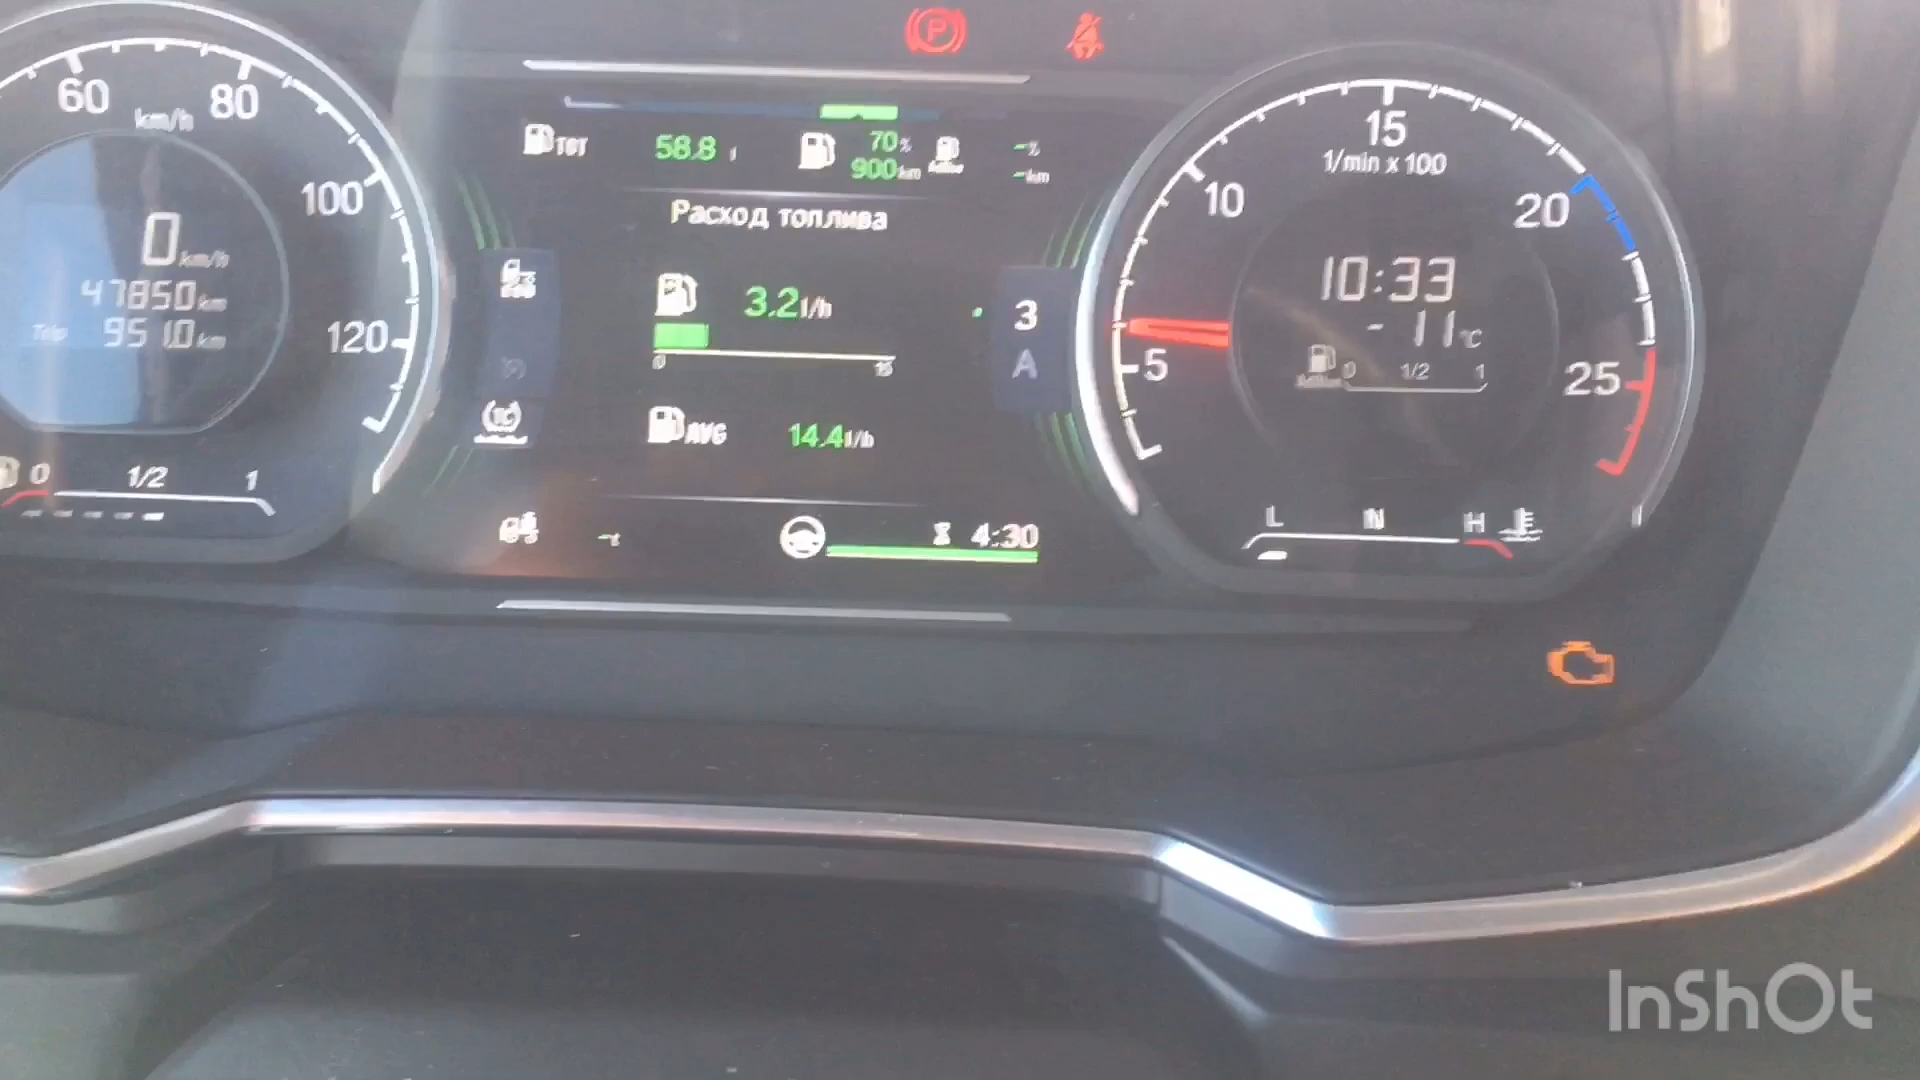 60
80
km/h
100
120
0 km/h
47850 km
Trip 951.0 km
0 1/2 1
TOT 58.8 l
70 %
900 km
- %
- km
Расход топлива
3.2 l/h
0 15
AVG 14.4 l/h
3
A
4:30
P
5
10
15
20
25
1/min x 100
10:33
-11 °C
0 1/2 1
L N H
InShOt